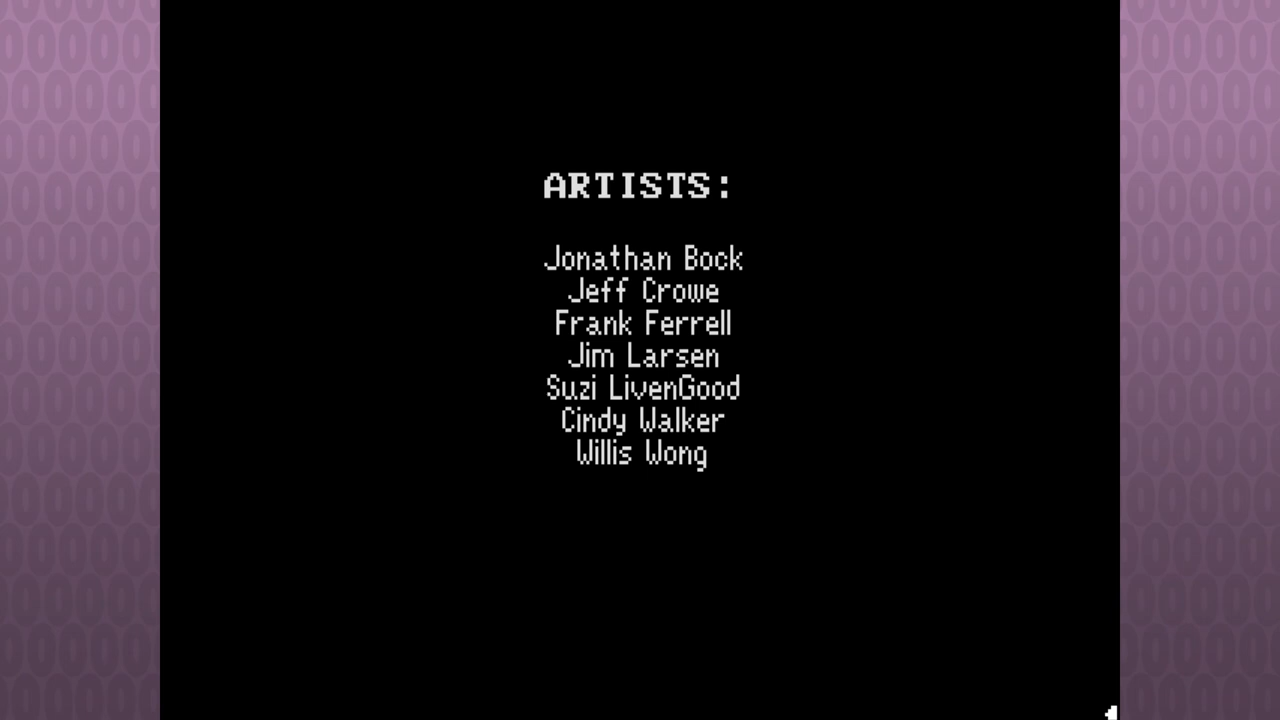 ARTISTS:
Jonathan Bock
Jeff Crowe
Frank Ferrell
Jim Larsen
Suzi LivenGood
Cindy Walker
Willis Wong